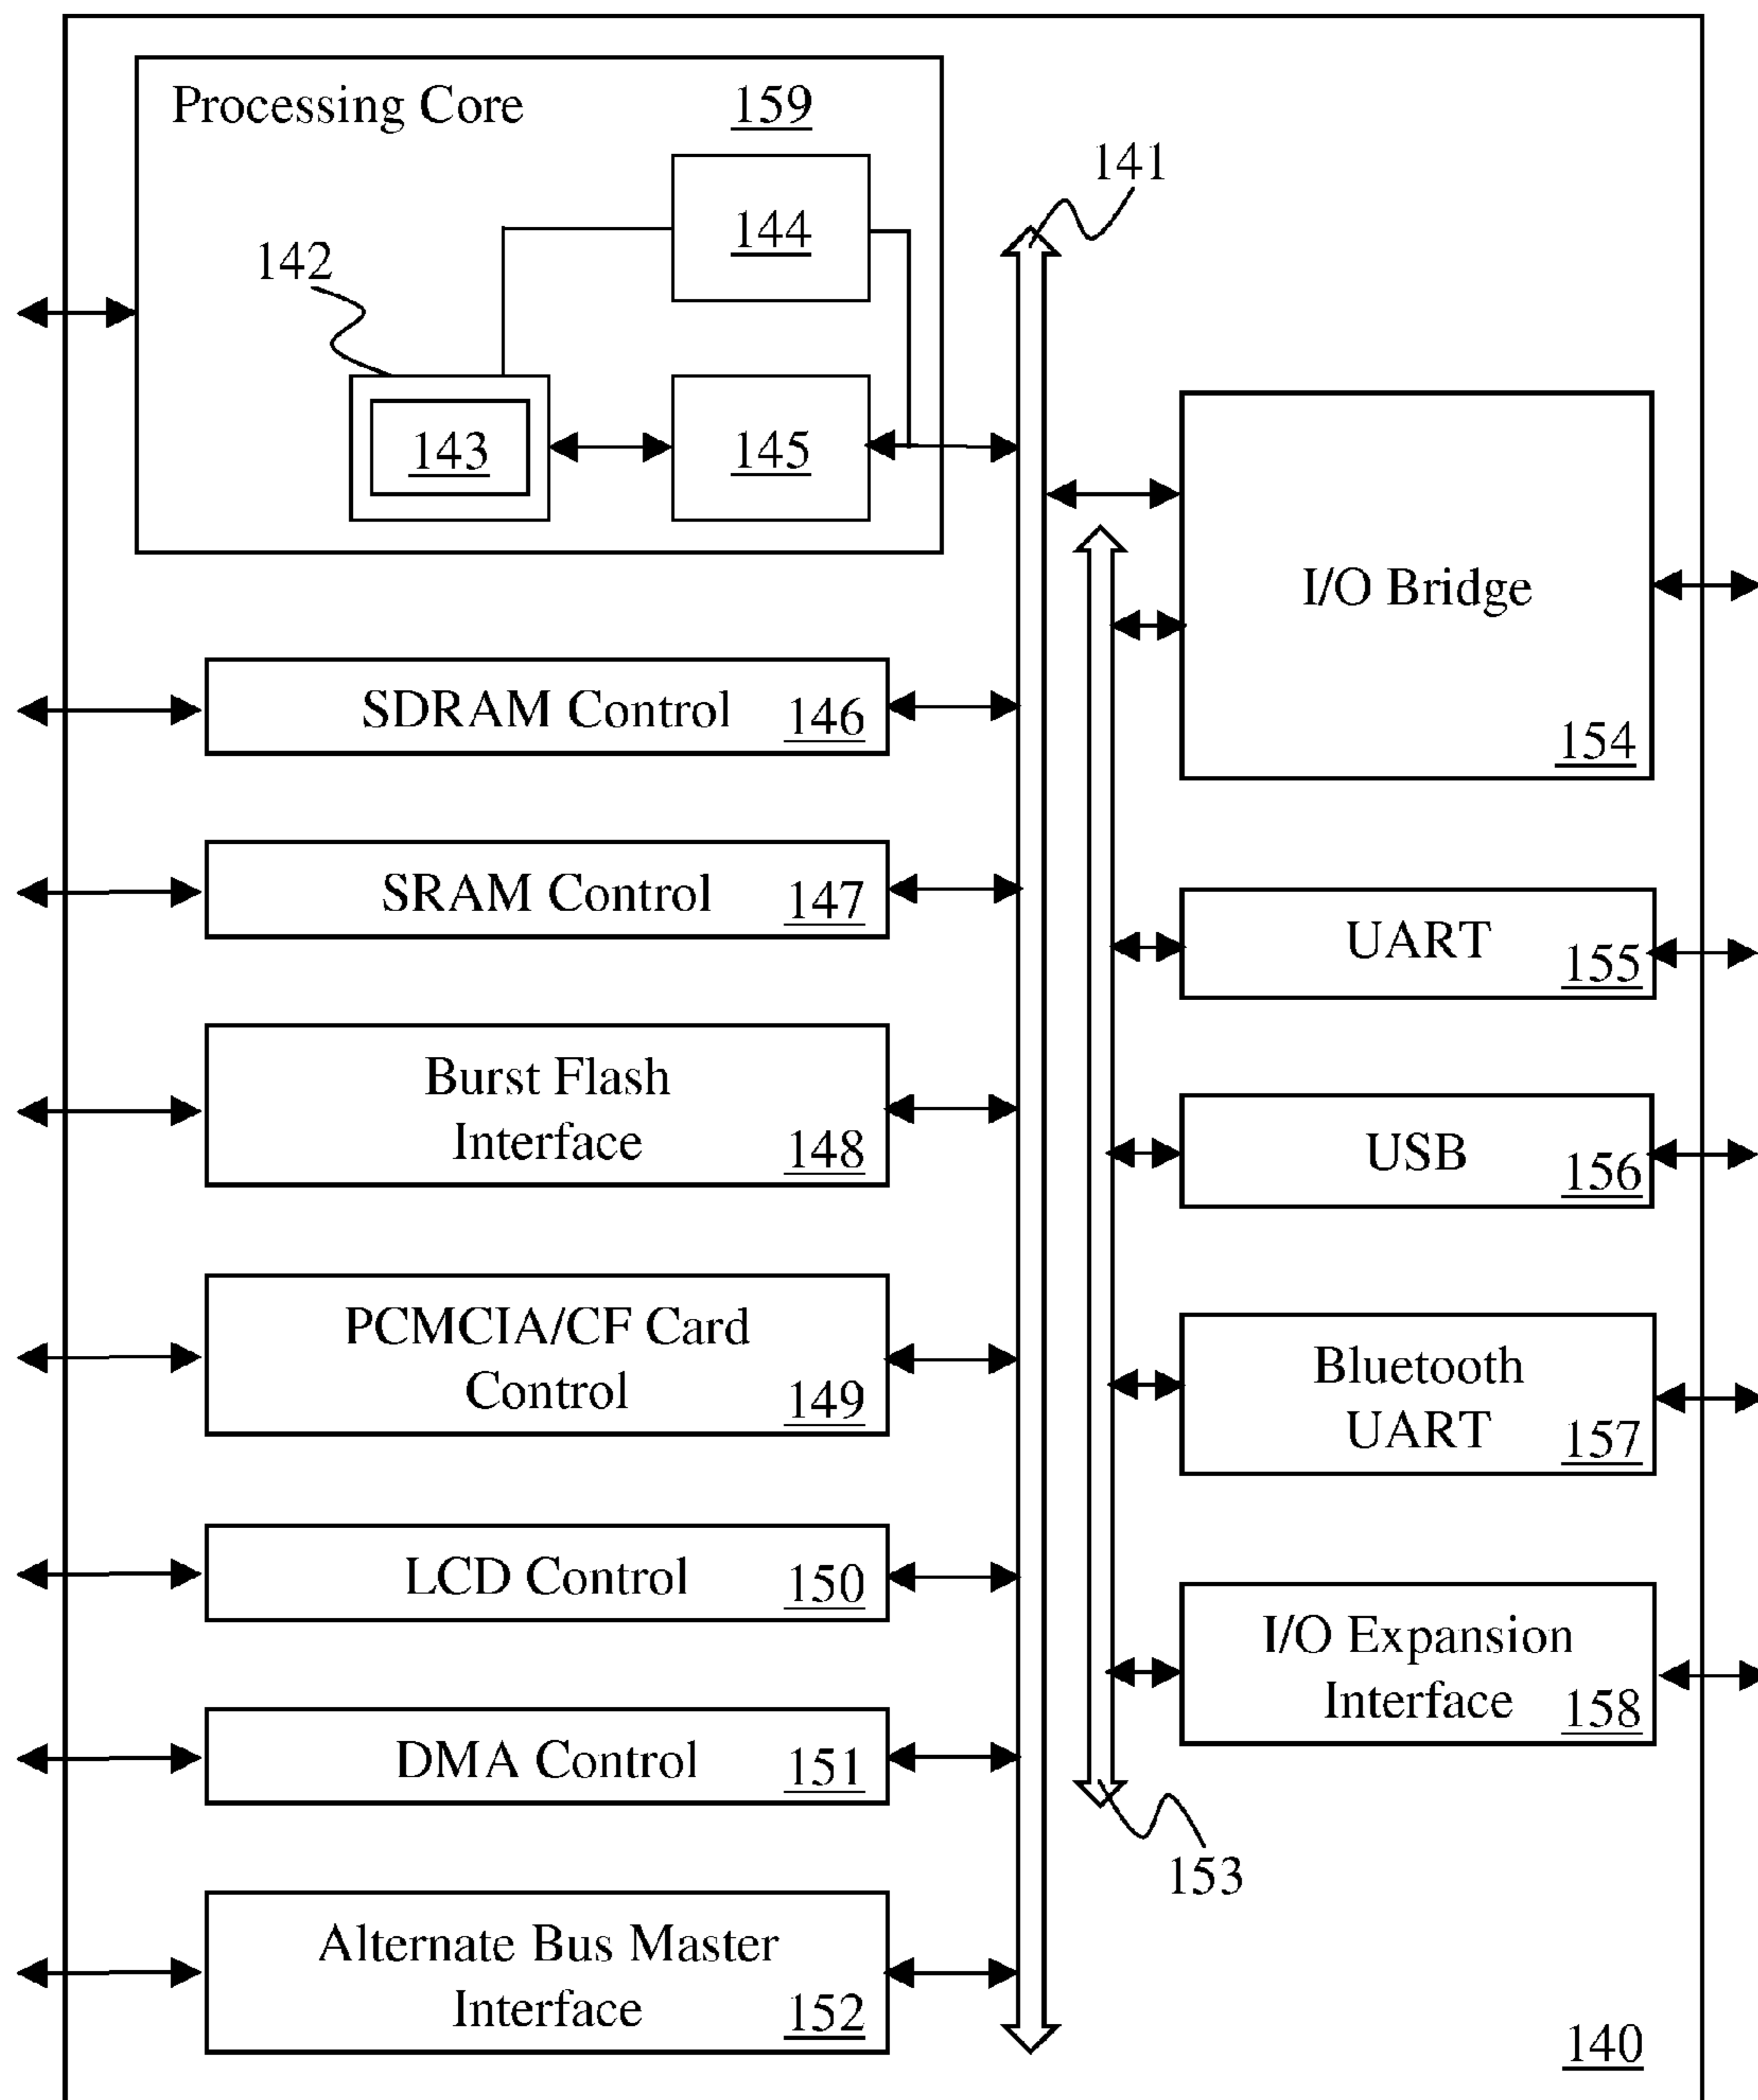 Processing Core 159
144
141
142
143
145
I/O Bridge
154
SDRAM Control 146
SRAM Control 147
Burst Flash
Interface 148
PCMCIA/CF Card
Control 149
LCD Control 150
DMA Control 151
Alternate Bus Master
Interface 152
UART 155
USB 156
Bluetooth
UART 157
I/O Expansion
Interface 158
153
140